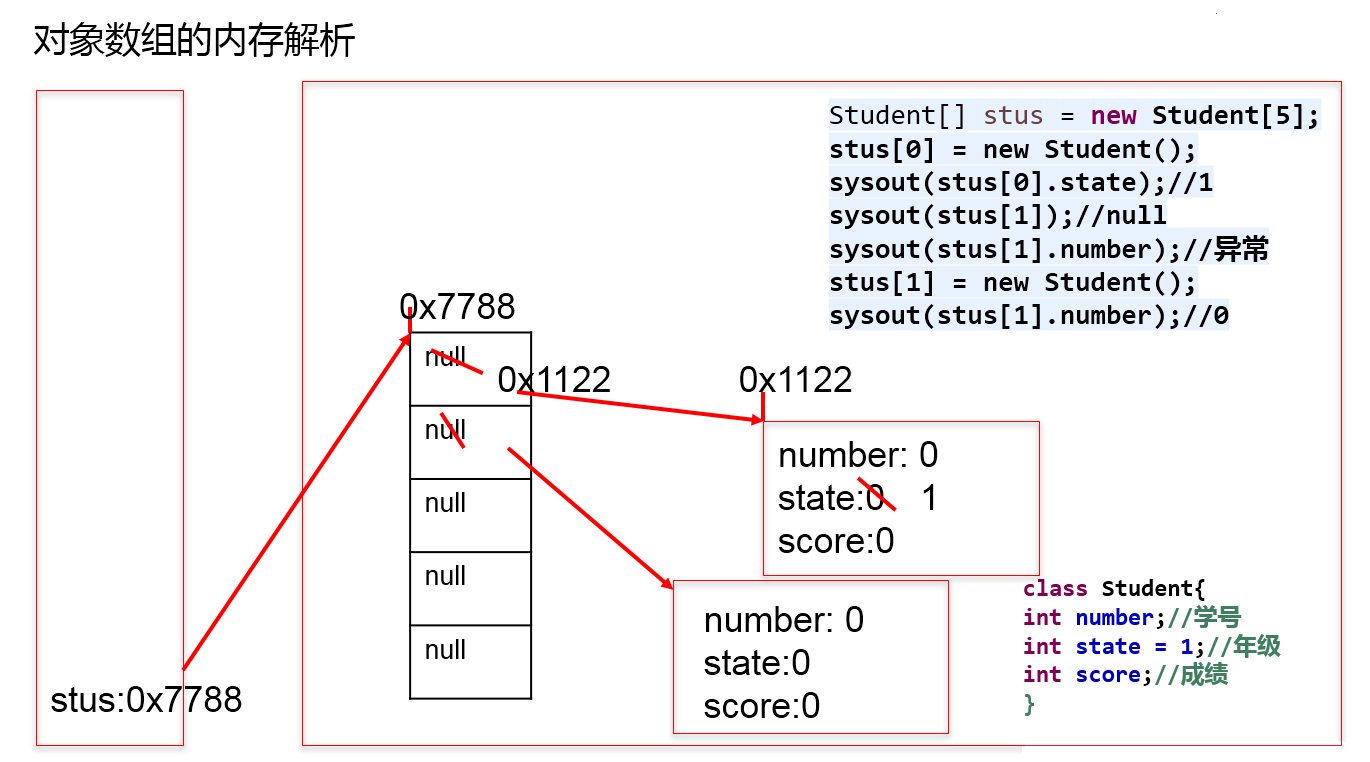 对象数组的内存解析
Student[] stus = new Student[5];
stus[0] = new Student();
sysout(stus[0].state);//1
sysout(stus[1]);//null
sysout(stus[1].number);//异常
stus[1] = new Student();
sysout(stus[1].number);//0
0x7788
null
0x1122
0x1122
null
null
null
null
number: 0
state:0 1
score:0
number: 0
state:0
score:0
class Student{
int number;//学号
int state = 1;//年级
int score;//成绩
}
stus:0x7788